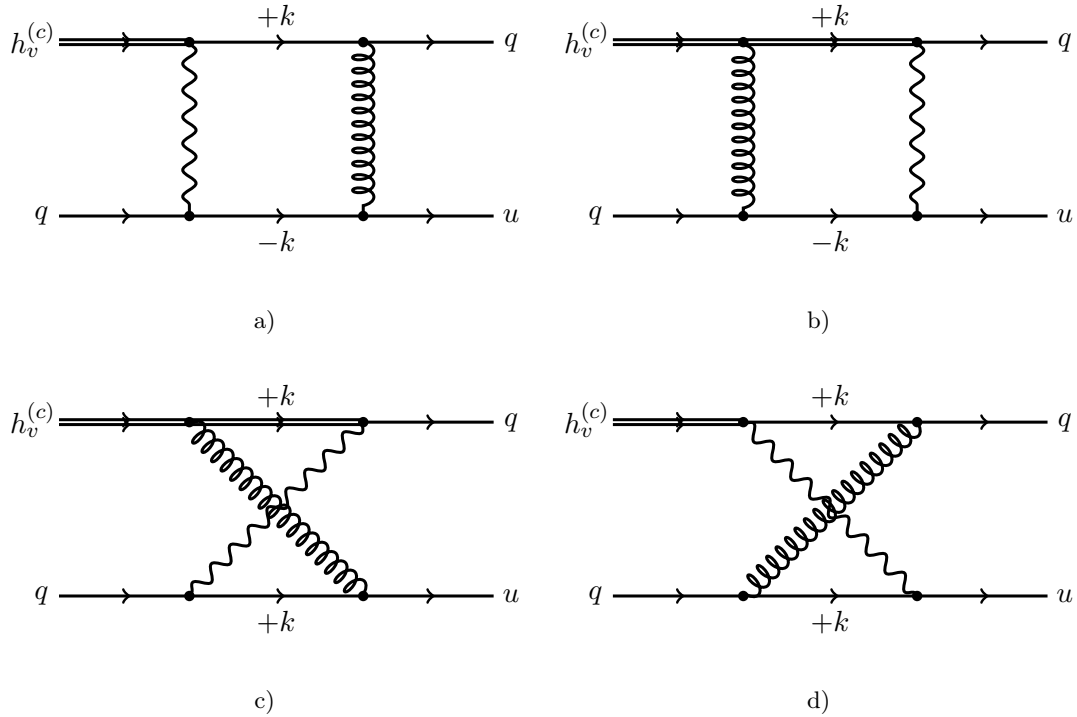 +k +k
h_v^{(c)} q h_v^{(c)} q
q u q u
−k −k
a) b)
+k +k
h_v^{(c)} q h_v^{(c)} q
q u q u
+k +k
c) d)